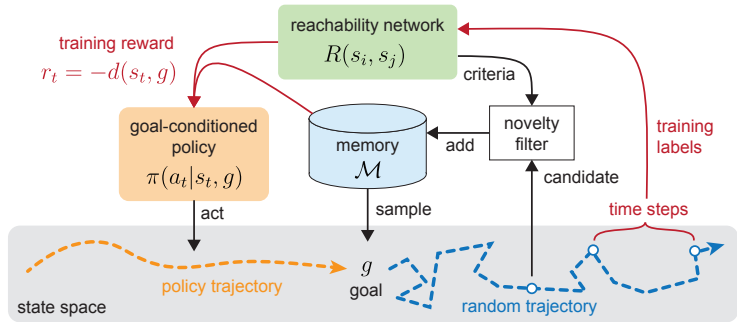 reachability network
R(s_i, s_j)
training reward
r_t = −d(s_t, g)
criteria
goal-conditioned
policy
π(a_t|s_t, g)
memory
M
add
novelty
filter
training
labels
candidate
act
sample
time steps
g
goal
policy trajectory
random trajectory
state space